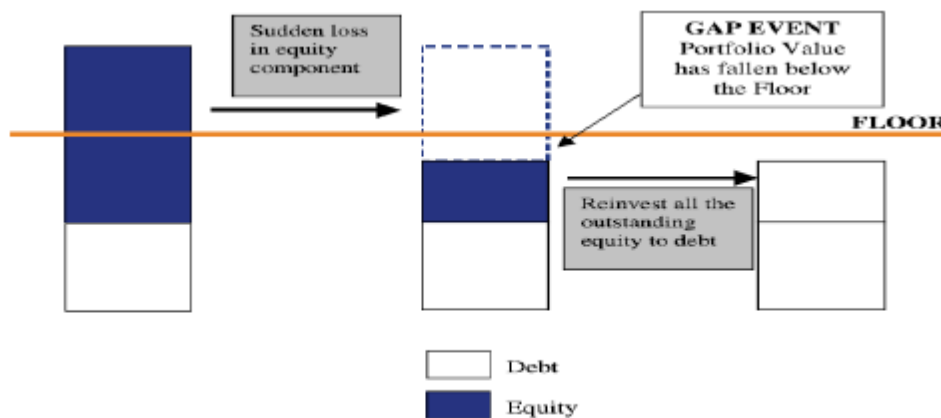 Sudden loss
in equity
component
GAP EVENT
Portfolio Value
has fallen below
the Floor
FLOOR
Reinvest all the
outstanding
equity to debt
Debt
Equity